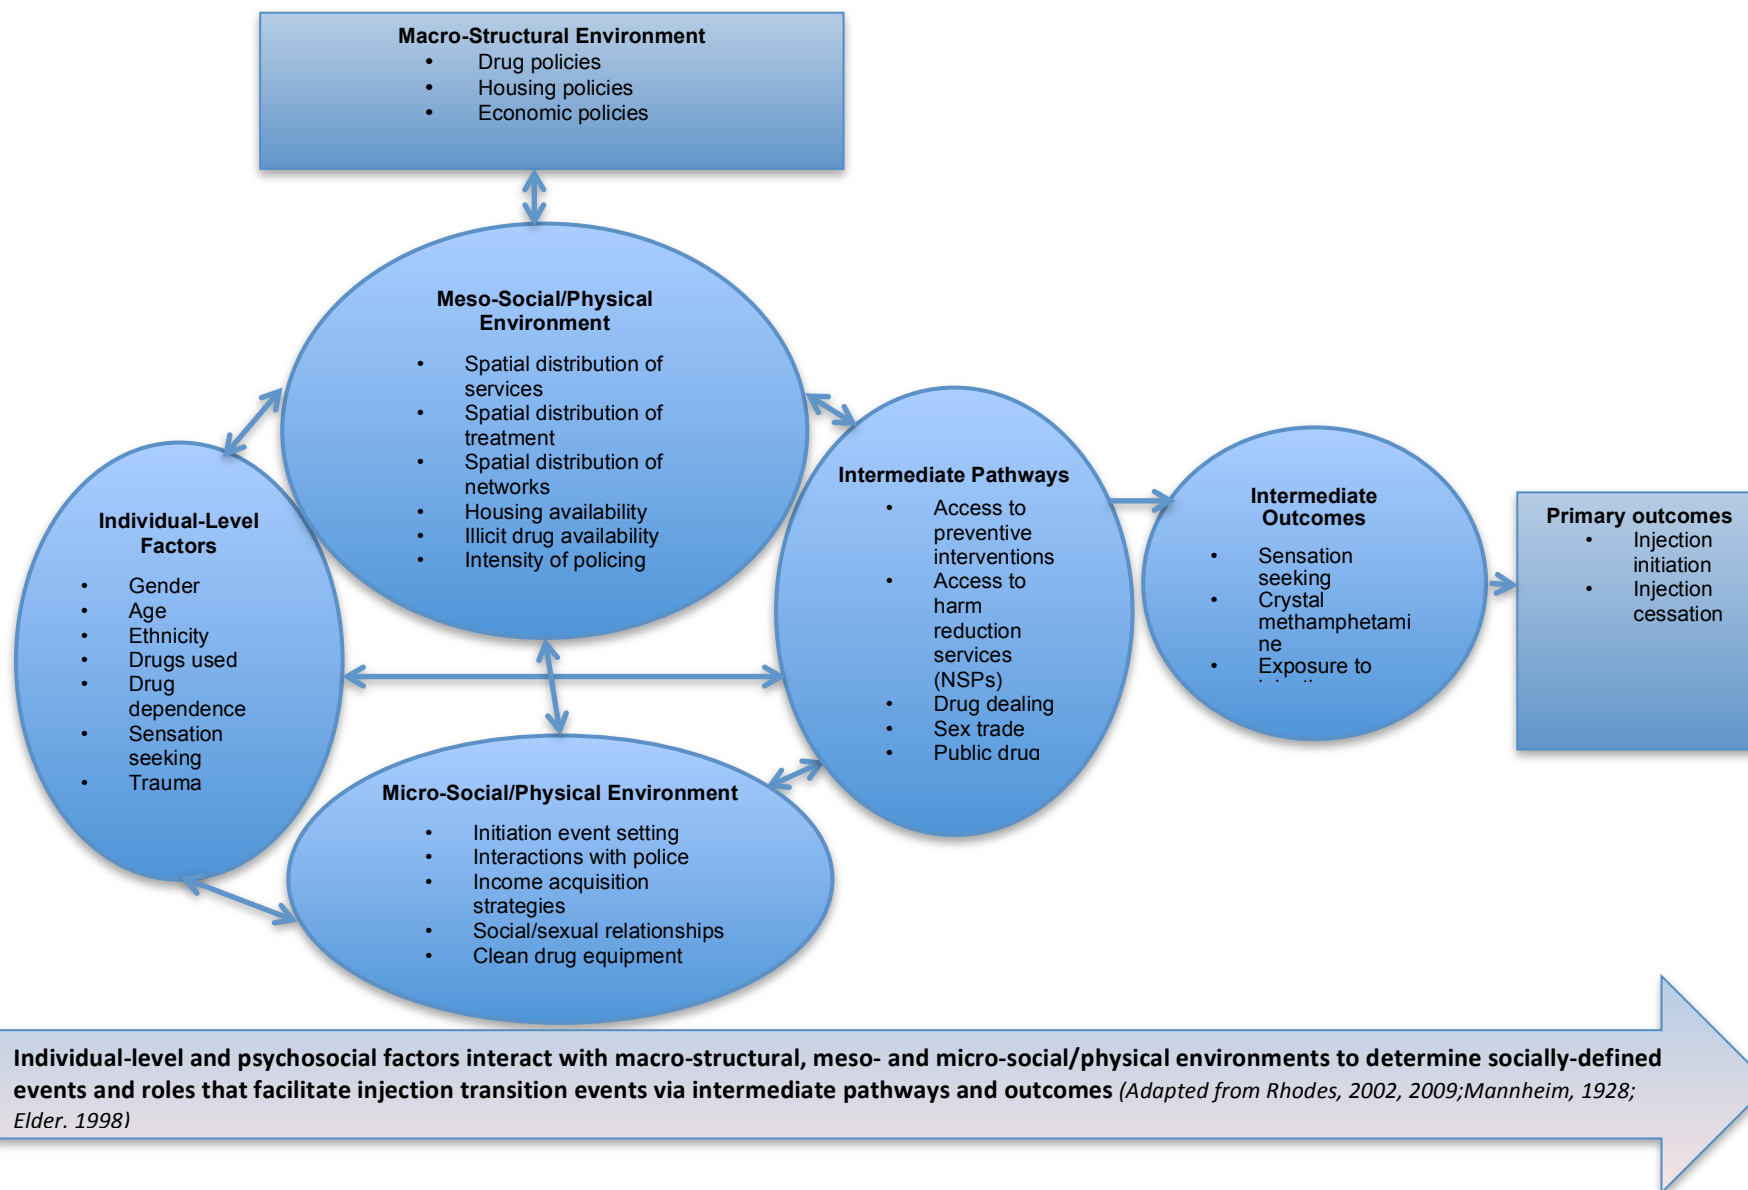 Macro-Structural Environment
• Drug policies
• Housing policies
• Economic policies
Meso-Social/Physical
Environment
• Spatial distribution of
services
• Spatial distribution of
treatment
• Spatial distribution of
networks
• Housing availability
• Illicit drug availability
• Intensity of policing
Individual-Level
Factors
• Gender
• Age
• Ethnicity
• Drugs used
• Drug
dependence
• Sensation
seeking
• Trauma
Micro-Social/Physical Environment
• Initiation event setting
• Interactions with police
• Income acquisition
strategies
• Social/sexual relationships
• Clean drug equipment
Intermediate Pathways
• Access to
preventive
interventions
• Access to
harm
reduction
services
(NSPs)
• Drug dealing
• Sex trade
• Public drug
Intermediate
Outcomes
• Sensation
seeking
• Crystal
methamphetami
ne
• Exposure to
Primary outcomes
• Injection
initiation
• Injection
cessation
Individual-level and psychosocial factors interact with macro-structural, meso- and micro-social/physical environments to determine socially-defined
events and roles that facilitate injection transition events via intermediate pathways and outcomes (Adapted from Rhodes, 2002, 2009;Mannheim, 1928;
Elder, 1998)